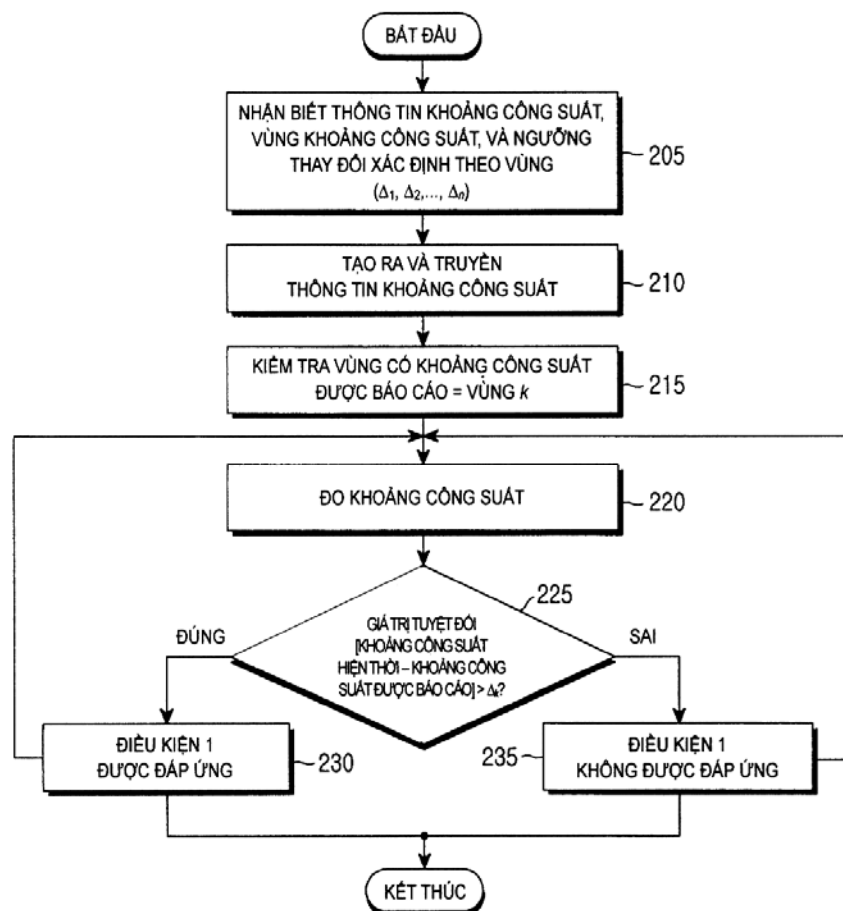 BẮT ĐẦU
NHẬN BIẾT THÔNG TIN KHOẢNG CÔNG SUẤT,
VÙNG KHOẢNG CÔNG SUẤT, VÀ NGƯỠNG
THAY ĐỔI XÁC ĐỊNH THEO VÙNG
(Δ1, Δ2,..., Δn)
205
TẠO RA VÀ TRUYỀN
THÔNG TIN KHOẢNG CÔNG SUẤT
210
KIỂM TRA VÙNG CÓ KHOẢNG CÔNG SUẤT
ĐƯỢC BÁO CÁO = VÙNG k
215
ĐO KHOẢNG CÔNG SUẤT
220
225
GIÁ TRỊ TUYỆT ĐỐI
[KHOẢNG CÔNG SUẤT
HIỆN THỜI – KHOẢNG CÔNG
SUẤT ĐƯỢC BÁO CÁO] > Δk?
ĐÚNG
SAI
ĐIỀU KIỆN 1
ĐƯỢC ĐÁP ỨNG
230
235
ĐIỀU KIỆN 1
KHÔNG ĐƯỢC ĐÁP ỨNG
KẾT THÚC